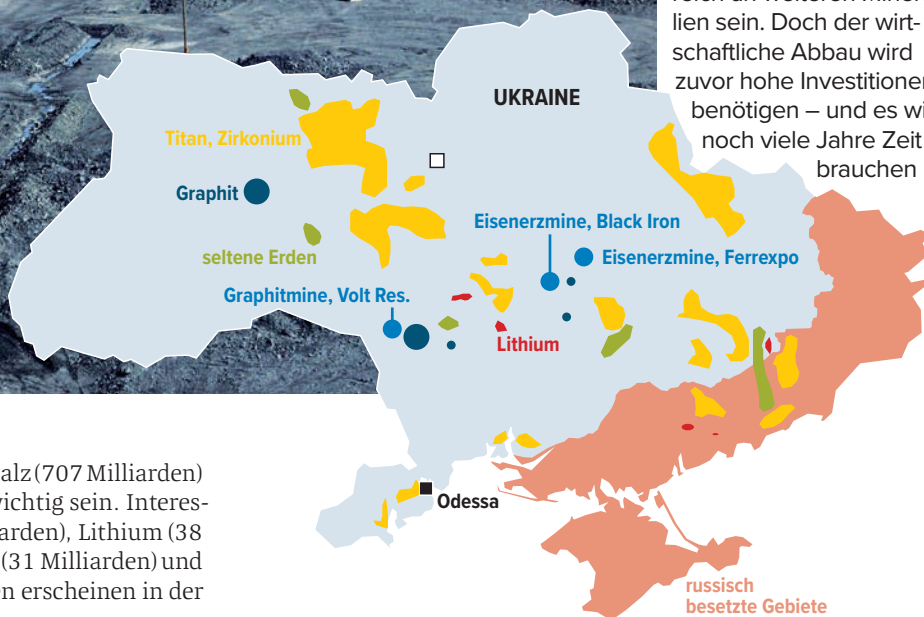 lien sein. Doch der wirt-
schaftliche Abbau wird
zuvor hohe Investitionen
benötigen – und es
noch viele Jahre Zeit
brauchen
UKRAINE
Titan, Zirkonium
Graphit
seltene Erden
Graphitmine, Volt Res.
Eisenerzmine, Black Iron
Eisenerzmine, Ferrexpo
Lithium
Odessa
russisch
besetzte Gebiete
alz (707 Milliarden)
wichtig sein. Interes-
arden), Lithium (38
(31 Milliarden) und
en erscheinen in der